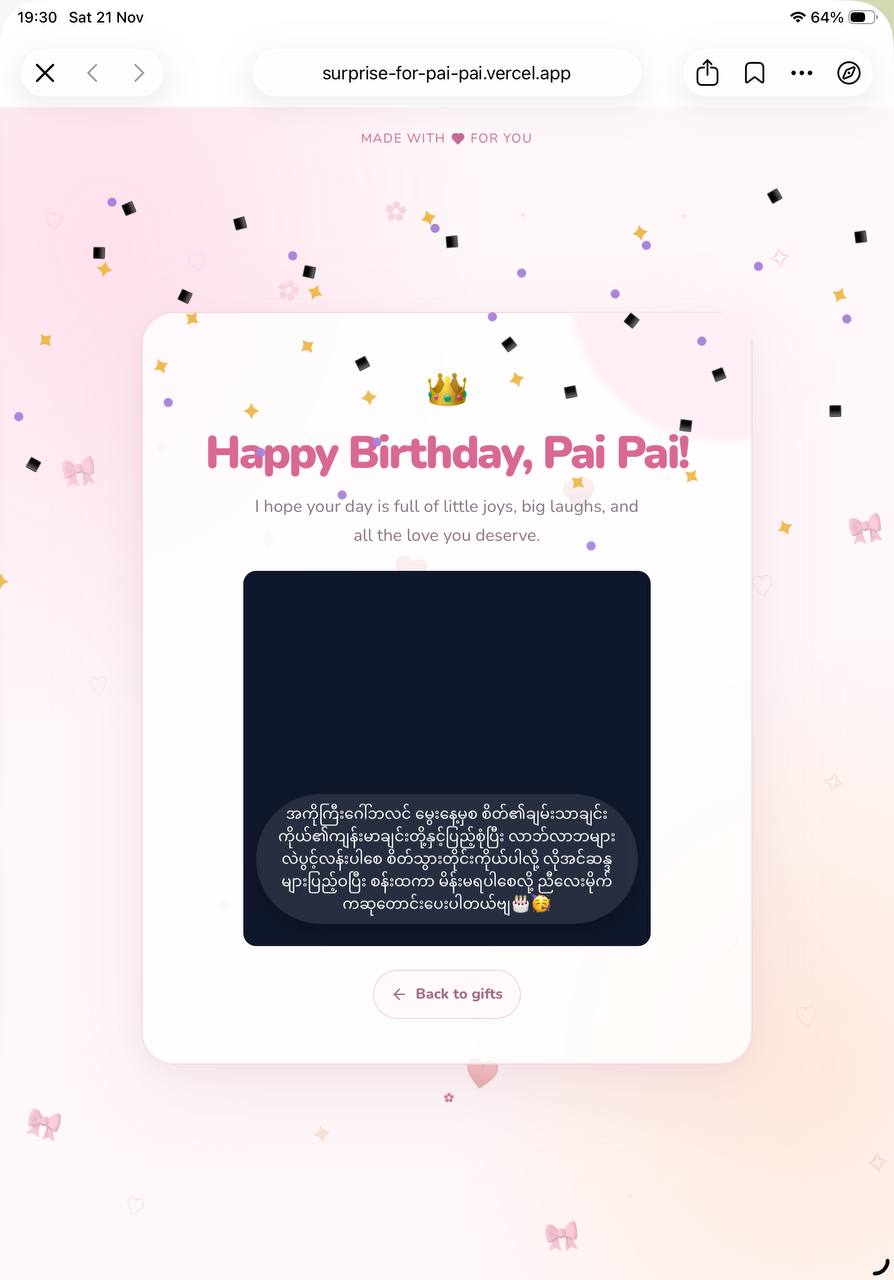 19:30 Sat 21 Nov
64%
surprise-for-pai-pai.vercel.app
MADE WITH ♥ FOR YOU
Happy Birthday, Pai Pai!
I hope your day is full of little joys, big laughs, and
all the love you deserve.
အကိုကြီးဂေါ်ဘလင် မွေးနေ့မှစ စိတ်၏ချမ်းသာချင်း
ကိုယ်၏ကျန်းမာချင်းတို့နှင့်ပြည့်စုံပြီး လာဘ်လာဘများ
လဲပွင့်လန်းပါစေ စိတ်သွားတိုင်းကိုယ်ပါလို့ လိုအင်ဆန္ဒ
များပြည့်ဝပြီး စန်းထကာ မိန်းမရပါစေလို့ ညီလေးမိုက်
ကဆုတောင်းပေးပါတယ်ဗျ🎂🥳
← Back to gifts